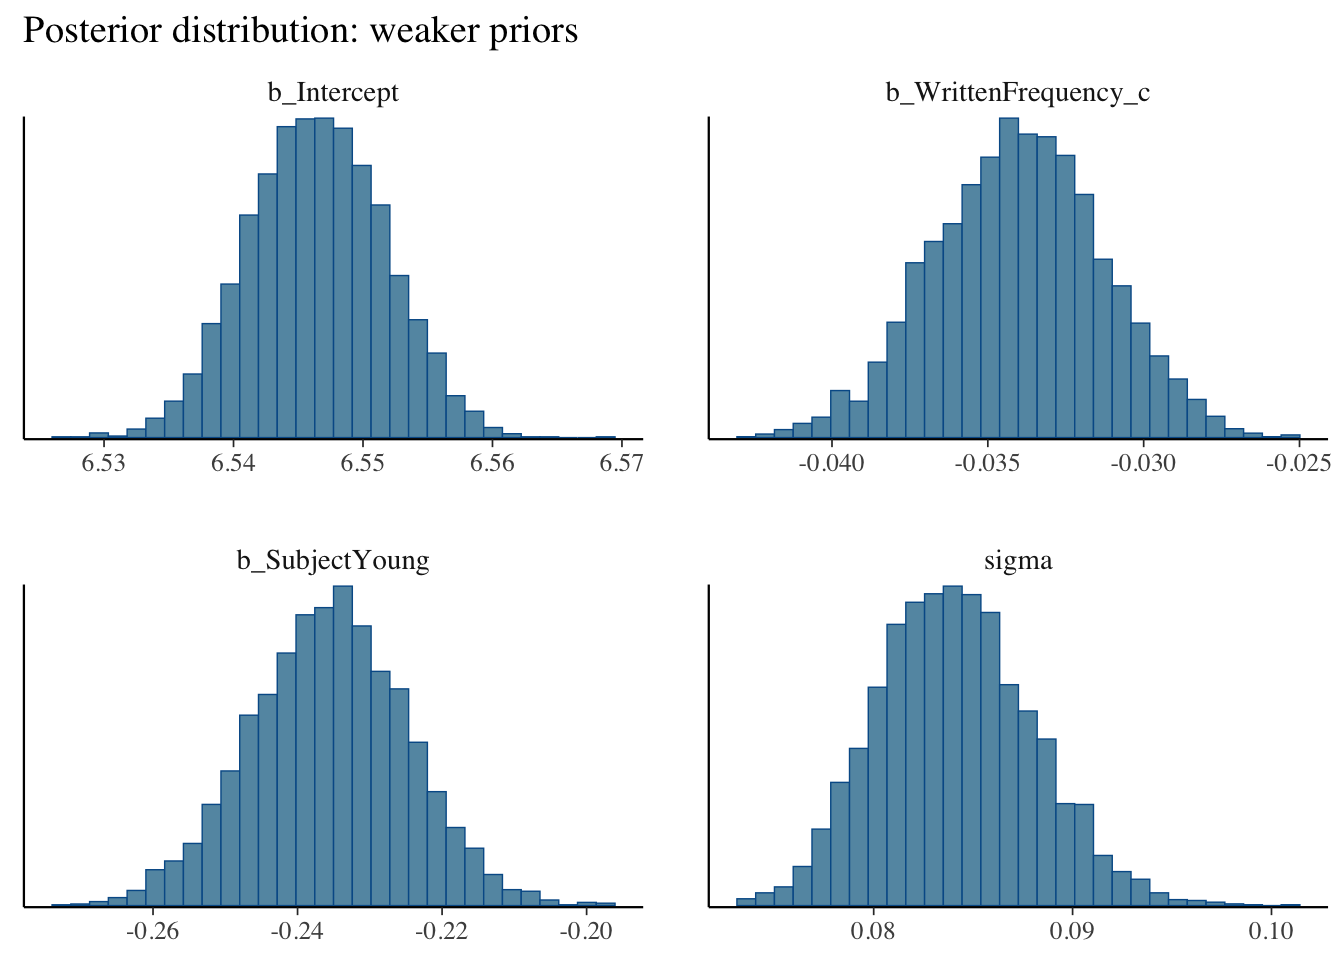 Posterior distribution: weaker priors
b_Intercept
b_WrittenFrequency_c
6.53 6.54 6.55 6.56 6.57
-0.040 -0.035 -0.030 -0.025
b_SubjectYoung
sigma
-0.26 -0.24 -0.22 -0.20
0.08 0.09 0.10